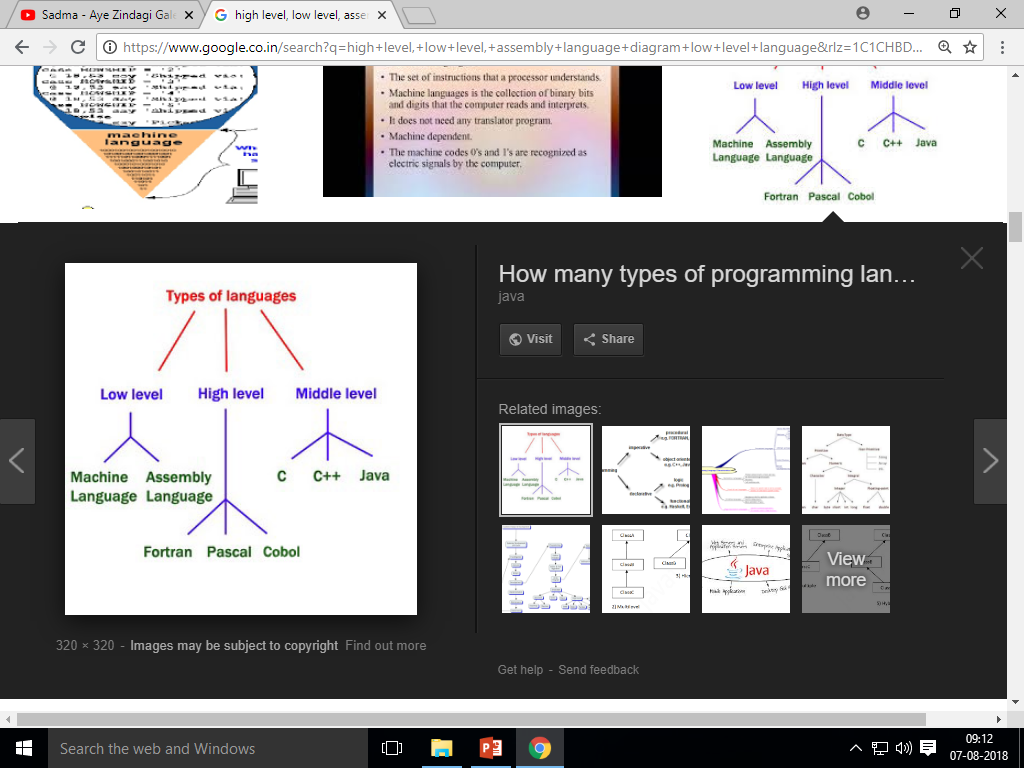 Sadma - Aye Zindagi Gale
high level, low level, asse
https://www.google.co.in/search?q=high+level,+low+level,+assembly+language+diagram+low+level+language&rlz=1C1CHBD...
machine
language
• The set of instructions that a processor understands.
• Machine languages is the collection of binary bits
and digits that the computer reads and interprets.
• It does not need any translator program.
• Machine dependent.
• The machine codes 0's and 1's are recognized as
electric signals by the computer.
Low level High level Middle level
Machine Assembly C C++ Java
Language Language
Fortran Pascal Cobol
Types of languages
Low level High level Middle level
Machine Assembly C C++ Java
Language Language
Fortran Pascal Cobol
320 × 320 - Images may be subject to copyright Find out more
How many types of programming lan...
java
Visit Share
Related images:
Java
View
more
Get help - Send feedback
Search the web and Windows
09:12
07-08-2018